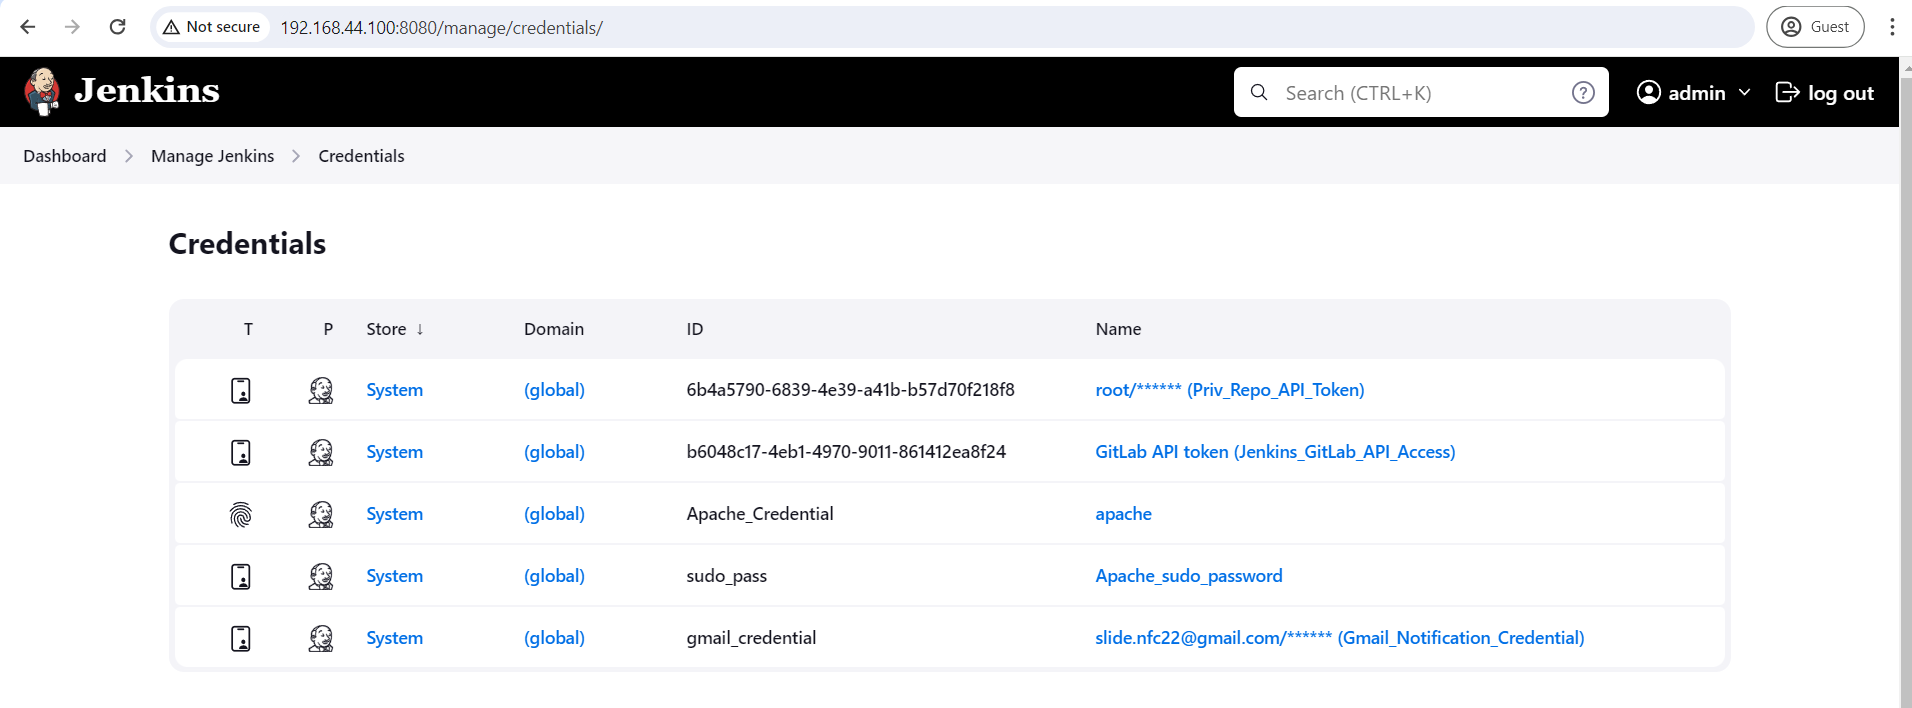 Not secure 192.168.44.100:8080/manage/credentials/ Guest
Jenkins Search (CTRL+K) ? admin log out
Dashboard Manage Jenkins Credentials
Credentials
T P Store ↓ Domain ID Name
System (global) 6b4a5790-6839-4e39-a41b-b57d70f218f8 root/****** (Priv_Repo_API_Token)
System (global) b6048c17-4eb1-4970-9011-861412ea8f24 GitLab API token (Jenkins_GitLab_API_Access)
System (global) Apache_Credential apache
System (global) sudo_pass Apache_sudo_password
System (global) gmail_credential slide.nfc22@gmail.com/****** (Gmail_Notification_Credential)